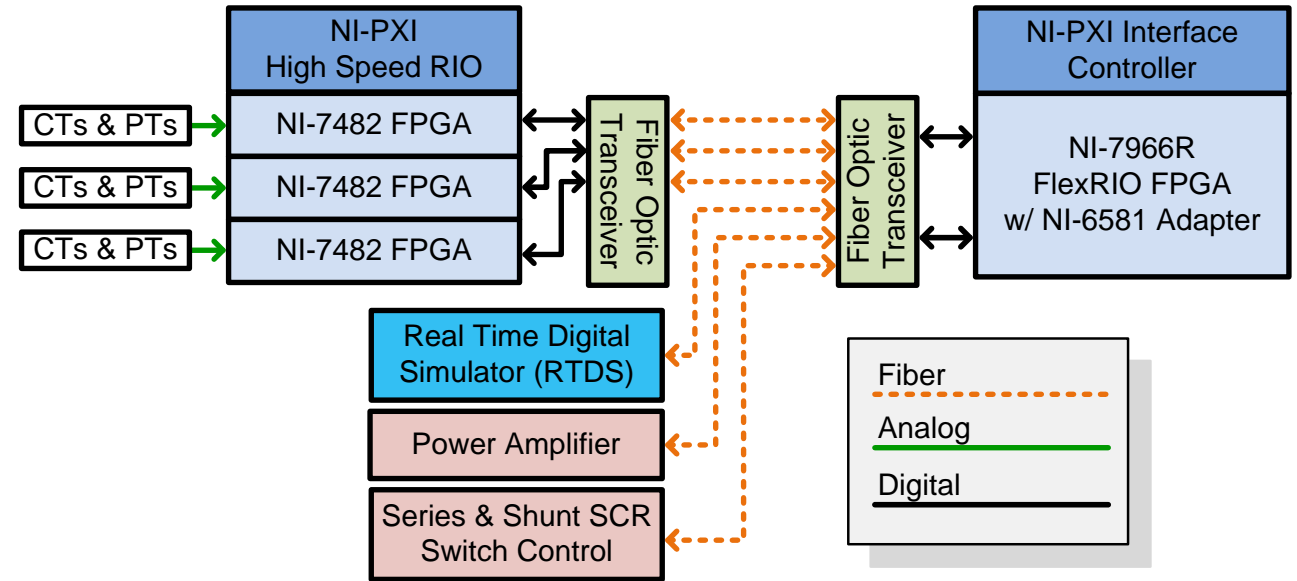 NI-PXI
High Speed RIO
CTs & PTs
NI-7482 FPGA
CTs & PTs
NI-7482 FPGA
CTs & PTs
NI-7482 FPGA
Fiber Optic
Transceiver
Fiber Optic
Transceiver
NI-PXI Interface
Controller
NI-7966R
FlexRIO FPGA
w/ NI-6581 Adapter
Real Time Digital
Simulator (RTDS)
Power Amplifier
Series & Shunt SCR
Switch Control
Fiber
Analog
Digital